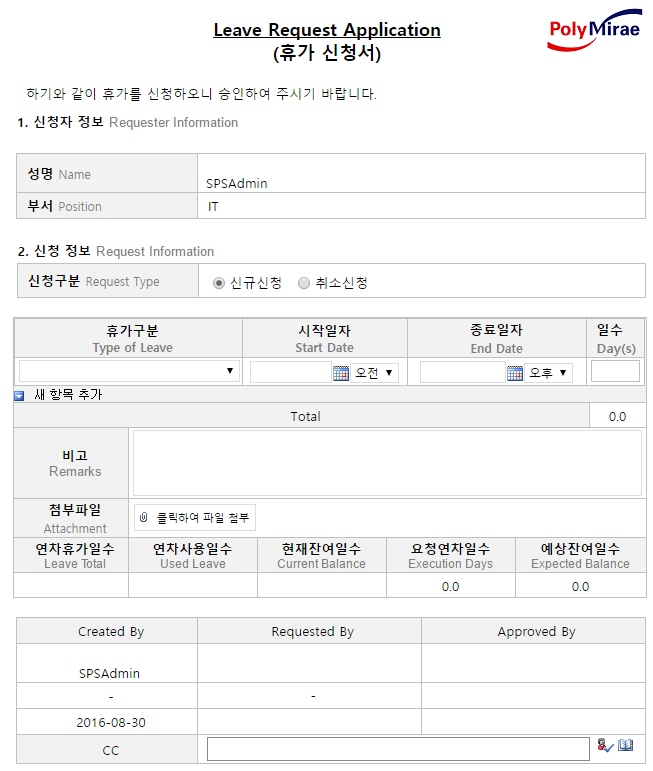 Leave Request Application
(휴가 신청서)
PolyMirae
하기와 같이 휴가를 신청하오니 승인하여 주시기 바랍니다.
1. 신청자 정보 Requester Information
성명 Name
SPSAdmin
부서 Position
IT
2. 신청 정보 Request Information
신청구분 Request Type
신규신청
취소신청
휴가구분
Type of Leave
시작일자
Start Date
종료일자
End Date
일수
Day(s)
오전
오후
새 항목 추가
Total
0.0
비고
Remarks
첨부파일
Attachment
클릭하여 파일 첨부
연차휴가일수
Leave Total
연차사용일수
Used Leave
현재잔여일수
Current Balance
요청연차일수
Execution Days
예상잔여일수
Expected Balance
0.0
0.0
Created By
Requested By
Approved By
SPSAdmin
-
-
2016-08-30
CC